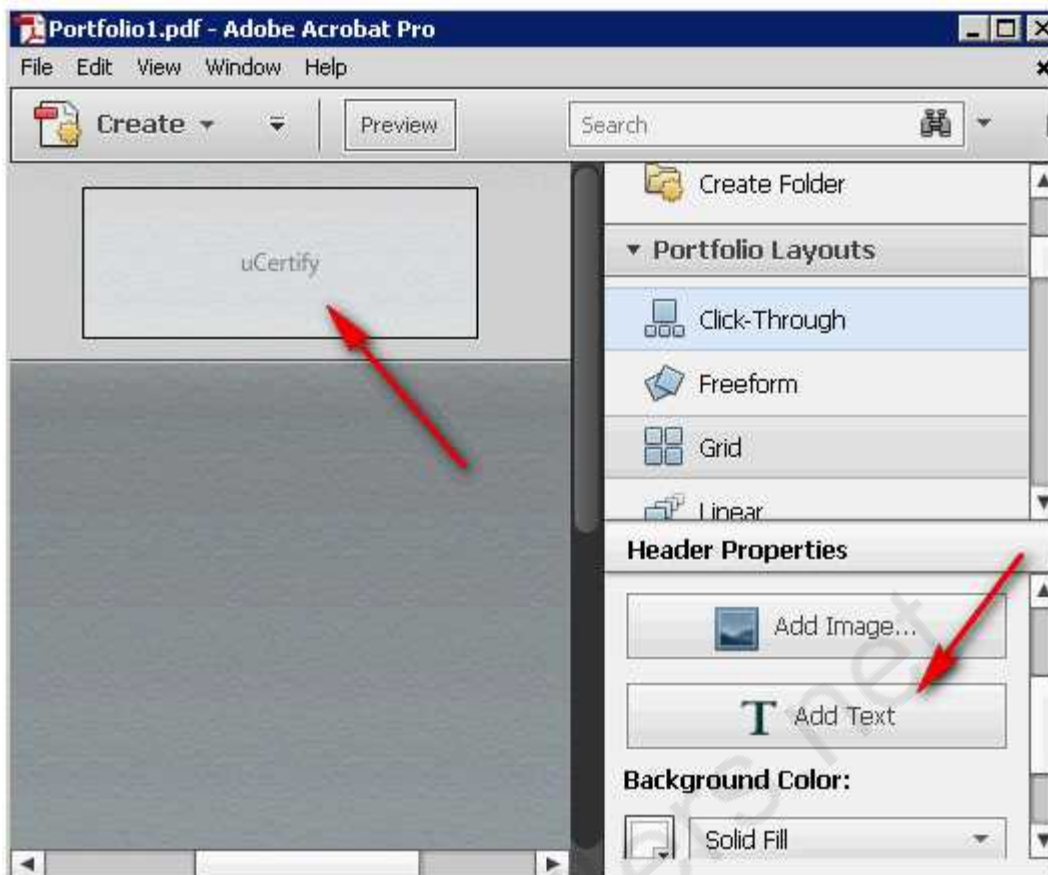 Portfolio1.pdf - Adobe Acrobat Pro
File Edit View Window Help
Create Preview Search
uCertify
Create Folder
Portfolio Layouts
Click-Through
Freeform
Grid
Linear
Header Properties
Add Image...
T Add Text
Background Color:
Solid Fill